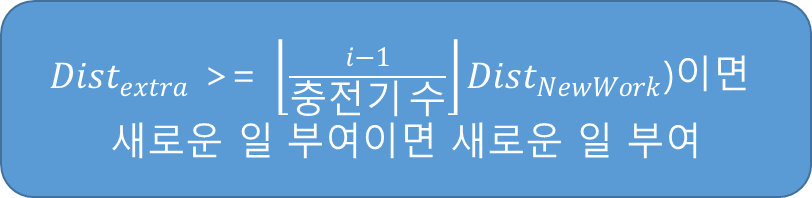 Dist_extra >= ⌊(i−1)/충전기 수⌋ Dist_NewWork)이면
새로운 일 부여이면 새로운 일 부여